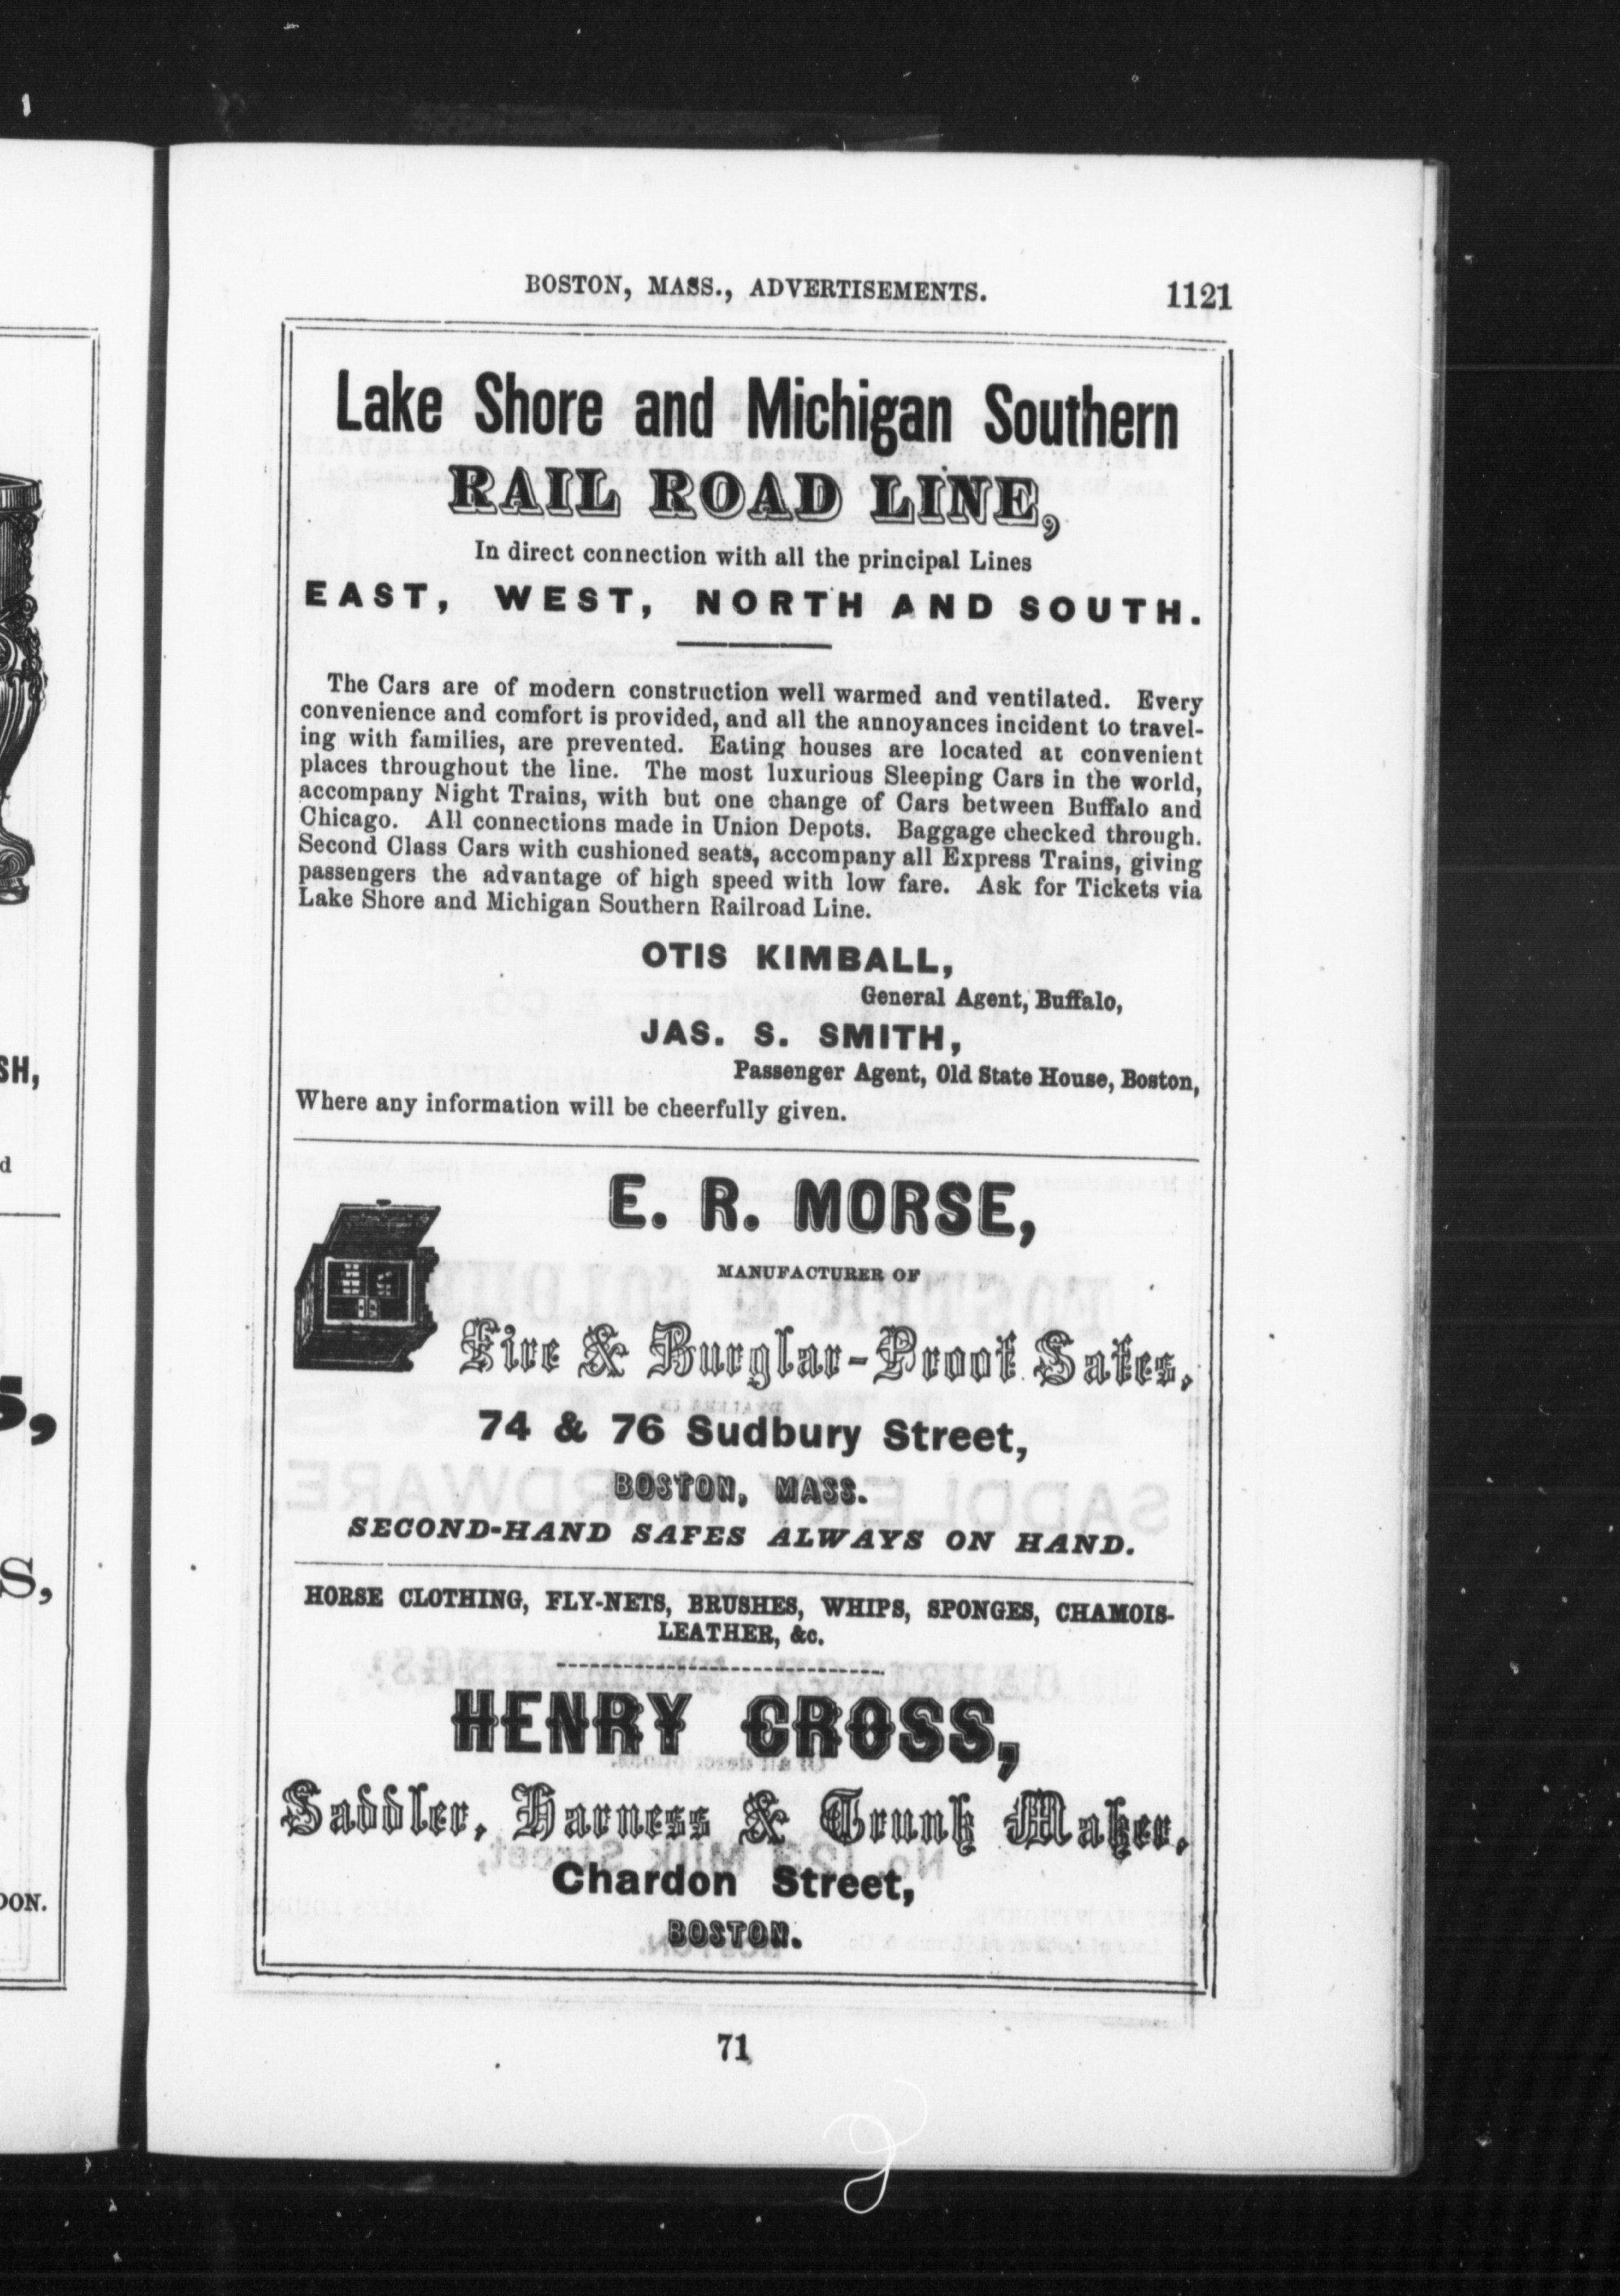 BOSTON, MASS., ADVERTISEMENTS. 1121
Lake Shore and Michigan Southern
RAIL ROAD LINE,
In direct connection with all the principal Lines
EAST, WEST, NORTH AND SOUTH.
The Cars are of modern construction well warmed and ventilated. Every
convenience and comfort is provided, and all the annoyances incident to travel-
ing with families, are prevented. Eating houses are located at convenient
places throughout the line. The most luxurious Sleeping Cars in the world,
accompany Night Trains, with but one change of Cars between Buffalo and
Chicago. All connections made in Union Depots. Baggage checked through.
Second Class Cars with cushioned seats, accompany all Express Trains, giving
passengers the advantage of high speed with low fare. Ask for Tickets via
Lake Shore and Michigan Southern Railroad Line.
OTIS KIMBALL,
General Agent, Buffalo,
JAS. S. SMITH,
Passenger Agent, Old State House, Boston,
Where any information will be cheerfully given.
E. R. MORSE,
MANUFACTURER OF
Fire & Burglar-Proof Safes,
74 & 76 Sudbury Street,
BOSTON, MASS.
SECOND-HAND SAFES ALWAYS ON HAND.
HORSE CLOTHING, FLY-NETS, BRUSHES, WHIPS, SPONGES, CHAMOIS-
LEATHER, &c.
HENRY CROSS,
Saddler, Harness & Trunk Maker,
Chardon Street,
BOSTON.
71